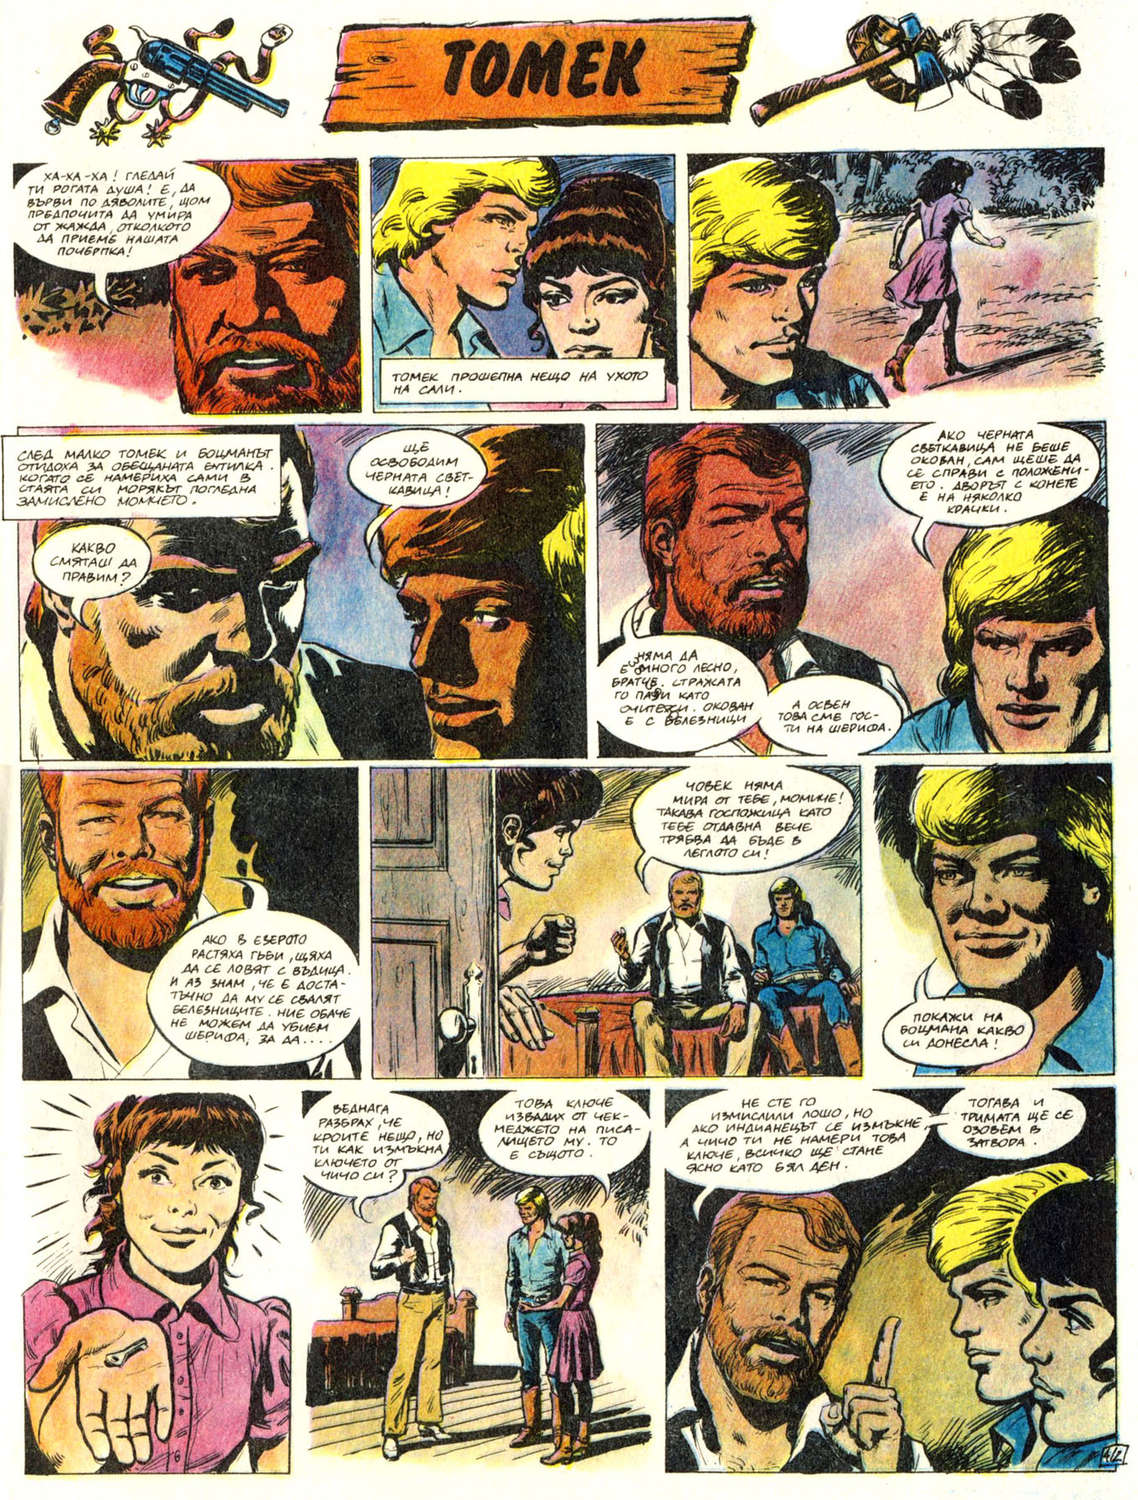 ТОМЕК
ХА-ХА-ХА! ГЛЕДАЙ
ТИ РОГАТА ДУША! Е, ДА
ВЪРВИ ПО ДЯВОЛИТЕ, ЩОМ
ПРЕДПОЧИТА ДА УМИРА
ОТ ЖАЖДА, ОТКОЛКОТО
ДА ПРИЕМЕ НАШАТА
ПОЧЕРПКА!
ТОМЕК ПРОШЕПНА НЕЩО НА УХОТО
НА САЛИ.
СЛЕД МАЛКО ТОМЕК И БОЦМАНЪТ
ОТИДОХА ЗА ОБЕЩАНАТА БУТИЛКА.
КОГАТО СЕ НАМЕРИХА САМИ В
СТАЯТА СИ МОРЯКЪТ ПОГЛЕДНА
ЗАМИСЛЕНО МОМЧЕТО.
КАКВО
СМЯТАШ ДА
ПРАВИМ?
ЩЕ
ОСВОБОДИМ
ЧЕРНАТА СВЕТ-
КАВИЦА!
НЯМА ДА
Е МНОГО ЛЕСНО,
БРАТЧЕ. СТРАЖАТА
ГО ПАЗИ КАТО
ОЧИТЕ СИ. ОКОВАН
Е С БЕЛЕЗНИЦИ
А ОСВЕН
ТОВА СМЕ ГОС-
ТИ НА ШЕРИФА.
АКО ЧЕРНАТА
СВЕТКАВИЦА НЕ БЕШЕ
ОКОВАН, САМ ЩЕШЕ ДА
СЕ СПРАВИ С ПОЛОЖЕНИ-
ЕТО. ДВОРЪТ С КОНЕТЕ
Е НА НЯКОЛКО
КРАЧКИ.
АКО В ЕЗЕРОТО
РАСТЯХА ГЪБИ, ЩЯХА
ДА СЕ ЛОВЯТ С ВЪДИЦА.
И АЗ ЗНАМ, ЧЕ Е ДОСТА-
ТЪЧНО ДА МУ СЕ СВАЛЯТ
БЕЛЕЗНИЦИТЕ. НИЕ ОБАЧЕ
НЕ МОЖЕМ ДА УБИЕМ
ШЕРИФА, ЗА ДА....
ЧОВЕК НЯМА
МИРА ОТ ТЕБЕ, МОМИЧЕ!
ТАКАВА ГОСПОЖИЦА КАТО
ТЕБЕ ОТДАВНА ВЕЧЕ
ТРЯБВА ДА БЪДЕ В
ЛЕГЛОТО СИ!
ПОКАЖИ НА
БОЦМАНА КАКВО
СИ ДОНЕСЛА!
ВЕДНАГА
РАЗБРАХ, ЧЕ
КРОИТЕ НЕЩО, НО
ТИ КАК ИЗМЪКНА
КЛЮЧЕТО ОТ
ЧИЧО СИ?
ТОВА КЛЮЧЕ
ИЗВАДИХ ОТ ЧЕК-
МЕДЖЕТО НА ПИСА-
ЛИЩЕТО МУ. ТО
Е СЪЩОТО.
НЕ СТЕ ГО
ИЗМИСЛИЛИ ЛОШО, НО
АКО ИНДИАНЕЦЪТ СЕ ИЗМЪКНЕ,
А ЧИЧО ТИ НЕ НАМЕРИ ТОВА
КЛЮЧЕ, ВСИЧКО ЩЕ СТАНЕ
ЯСНО КАТО БЯЛ ДЕН.
ТОГАВА И
ТРИМАТА ЩЕ СЕ
ОЗОВЕМ В
ЗАТВОРА.
42